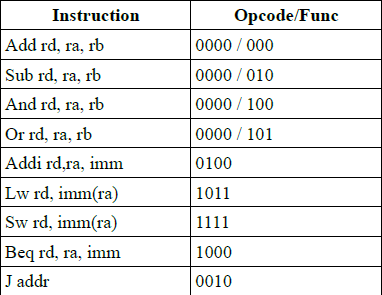 Instruction Opcode/Func
Add rd, ra, rb 0000 / 000
Sub rd, ra, rb 0000 / 010
And rd, ra, rb 0000 / 100
Or rd, ra, rb 0000 / 101
Addi rd,ra, imm 0100
Lw rd, imm(ra) 1011
Sw rd, imm(ra) 1111
Beq rd, ra, imm 1000
J addr 0010